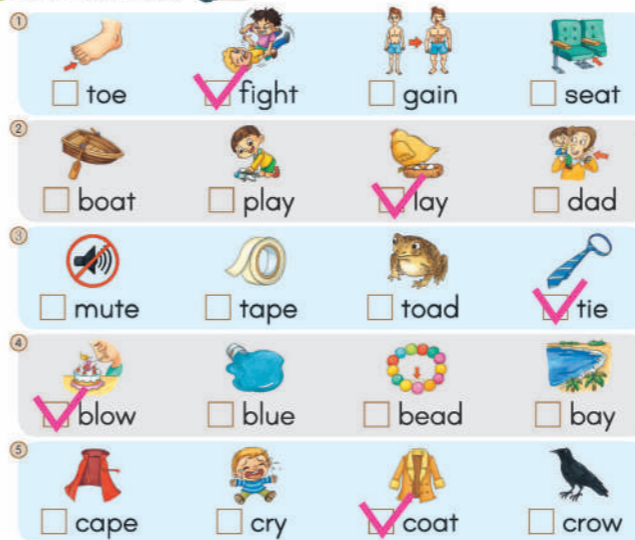 1
toe fight gain seat
2
boat play lay dad
3
mute tape toad tie
4
blow blue bead bay
5
cape cry coat crow